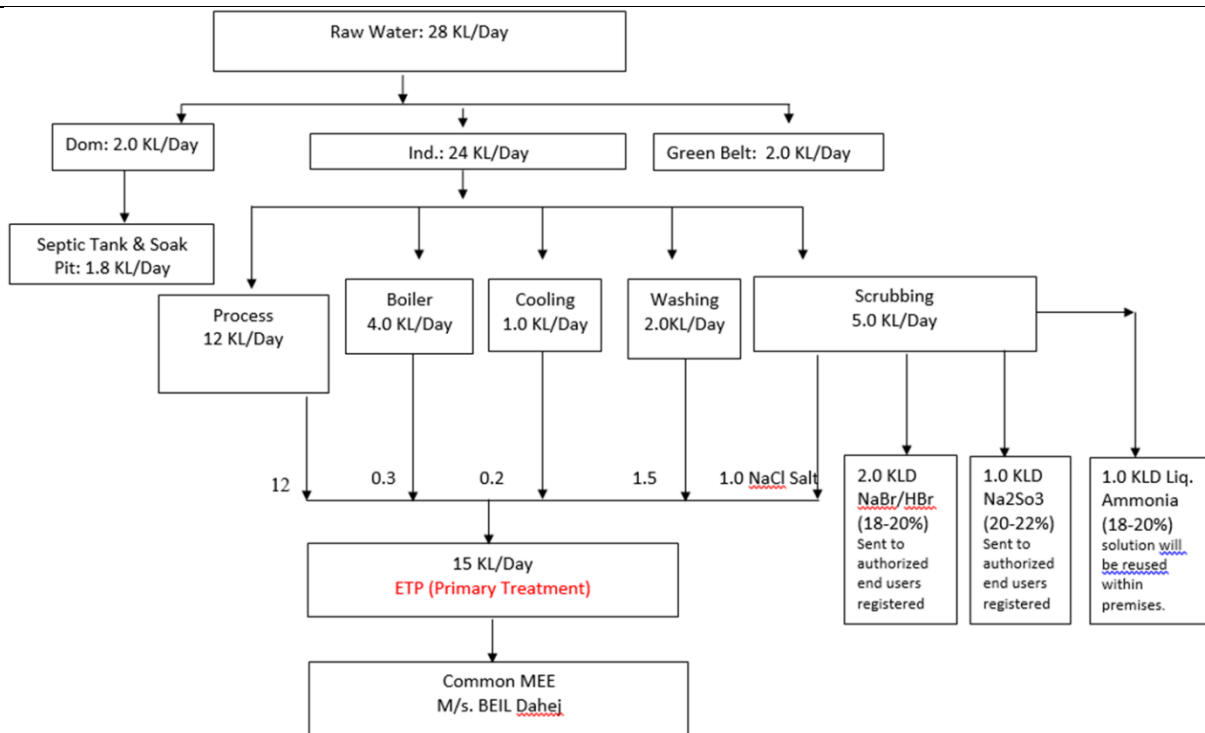 Raw Water: 28 KL/Day
Dom: 2.0 KL/Day
Ind.: 24 KL/Day
Green Belt:  2.0 KL/Day
Septic Tank & Soak
Pit: 1.8 KL/Day
Process
12 KL/Day
Boiler
4.0 KL/Day
Cooling
1.0 KL/Day
Washing
2.0KL/Day
Scrubbing
5.0 KL/Day
12
0.3
0.2
1.5
1.0 NaCl Salt
2.0 KLD
NaBr/HBr
(18-20%)
Sent to
authorized
end users
registered
1.0 KLD
Na2So3
(20-22%)
Sent to
authorized
end users
registered
1.0 KLD Liq.
Ammonia
(18-20%)
solution will
be reused
within
premises.
15 KL/Day
ETP (Primary Treatment)
Common MEE
M/s. BEIL Dahej